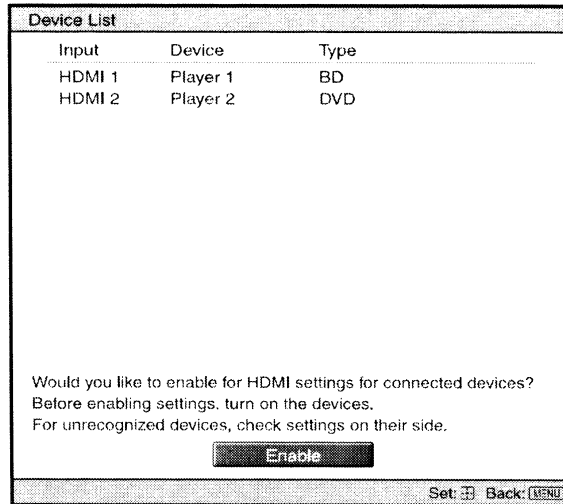 Device List
Input Device Type
HDMI 1 Player 1 BD
HDMI 2 Player 2 DVD
Would you like to enable for HDMI settings for connected devices?
Before enabling settings, turn on the devices.
For unrecognized devices, check settings on their side.
Enable
Set: Back: MENU